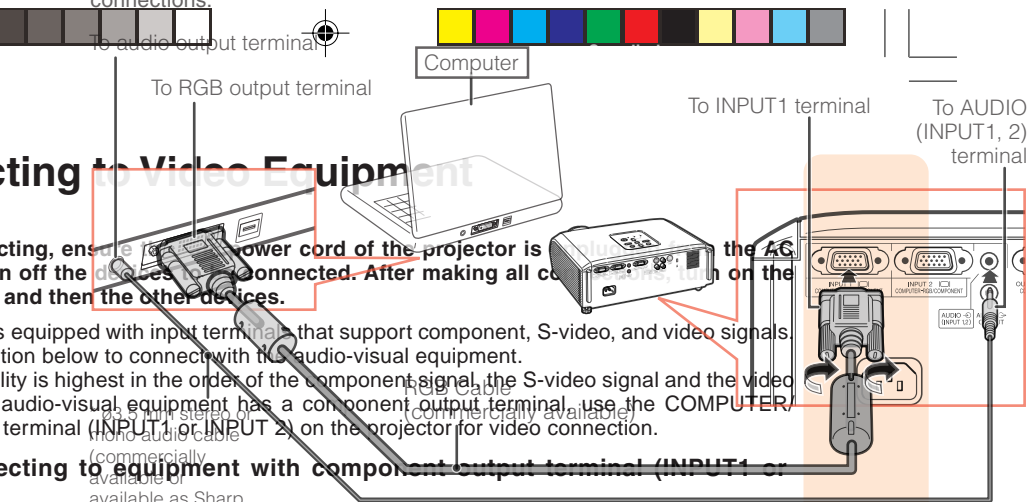 connections.
To audio output terminal
To RGB output terminal
Computer
To INPUT1 terminal
To AUDIO
(INPUT1, 2)
terminal
cting to Video Equipment
cting, ensure power cord of the projector is the AC
n off the devices to connected. After making all turn on the
and then the other devices.
s equipped with input terminals that support component, S-video, and video signals.
tion below to connect with the audio-visual equipment.
lity is highest in the order of the component signal, the S-video signal and the video
audio-visual equipment has a component output terminal, use the COMPUTER/
terminal (INPUT1 or INPUT 2) on the projector for video connection.
RGB Cable
(commercially available)
ø3.5 mm stereo or
mono audio cable
(commercially
available or
available as Sharp
ecting to equipment with component output terminal (INPUT1 or
INPUT 2
COMPUTER-RGB/COMPONENT
AUDIO
(INPUT 1,2)